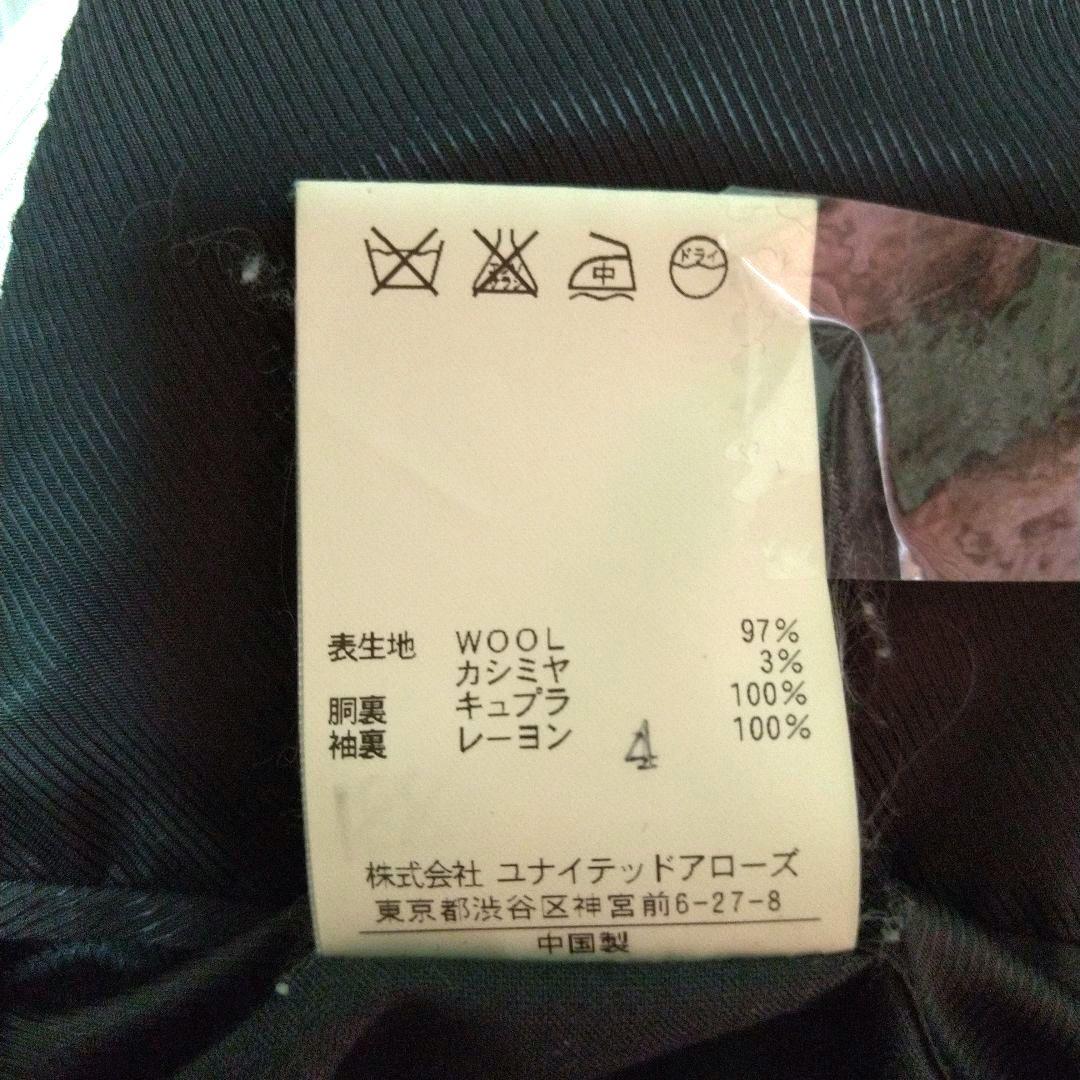 中 ドライ
表生地 WOOL 97%
カシミヤ 3%
胴裏 キュプラ 100%
袖裏 レーヨン 100%
4
株式会社 ユナイテッドアローズ
東京都渋谷区神宮前6-27-8
中国製